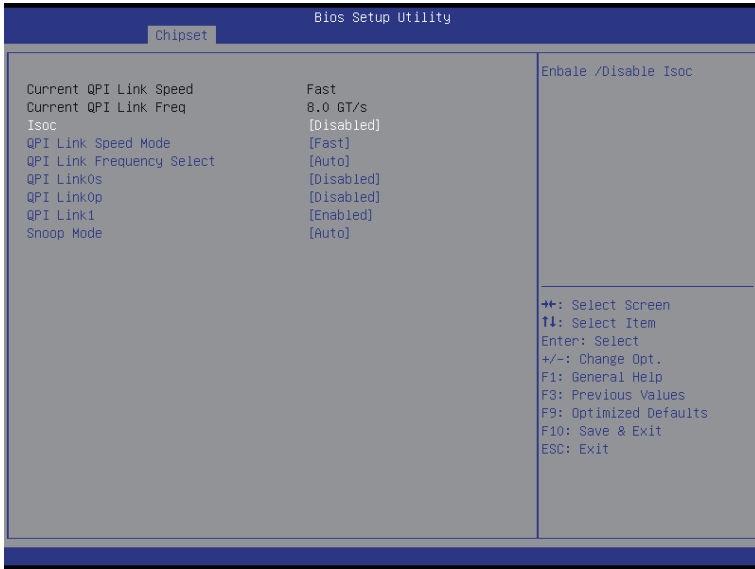 Bios Setup Utility
Chipset
Current QPI Link Speed Fast
Current QPI Link Freq 8.0 GT/s
Isoc [Disabled]
QPI Link Speed Mode [Fast]
QPI Link Frequency Select [Auto]
QPI Link0s [Disabled]
QPI Link0p [Disabled]
QPI Link1 [Enabled]
Snoop Mode [Auto]
Enbale /Disable Isoc
→←: Select Screen
↑↓: Select Item
Enter: Select
+/-: Change Opt.
F1: General Help
F3: Previous Values
F9: Optimized Defaults
F10: Save & Exit
ESC: Exit